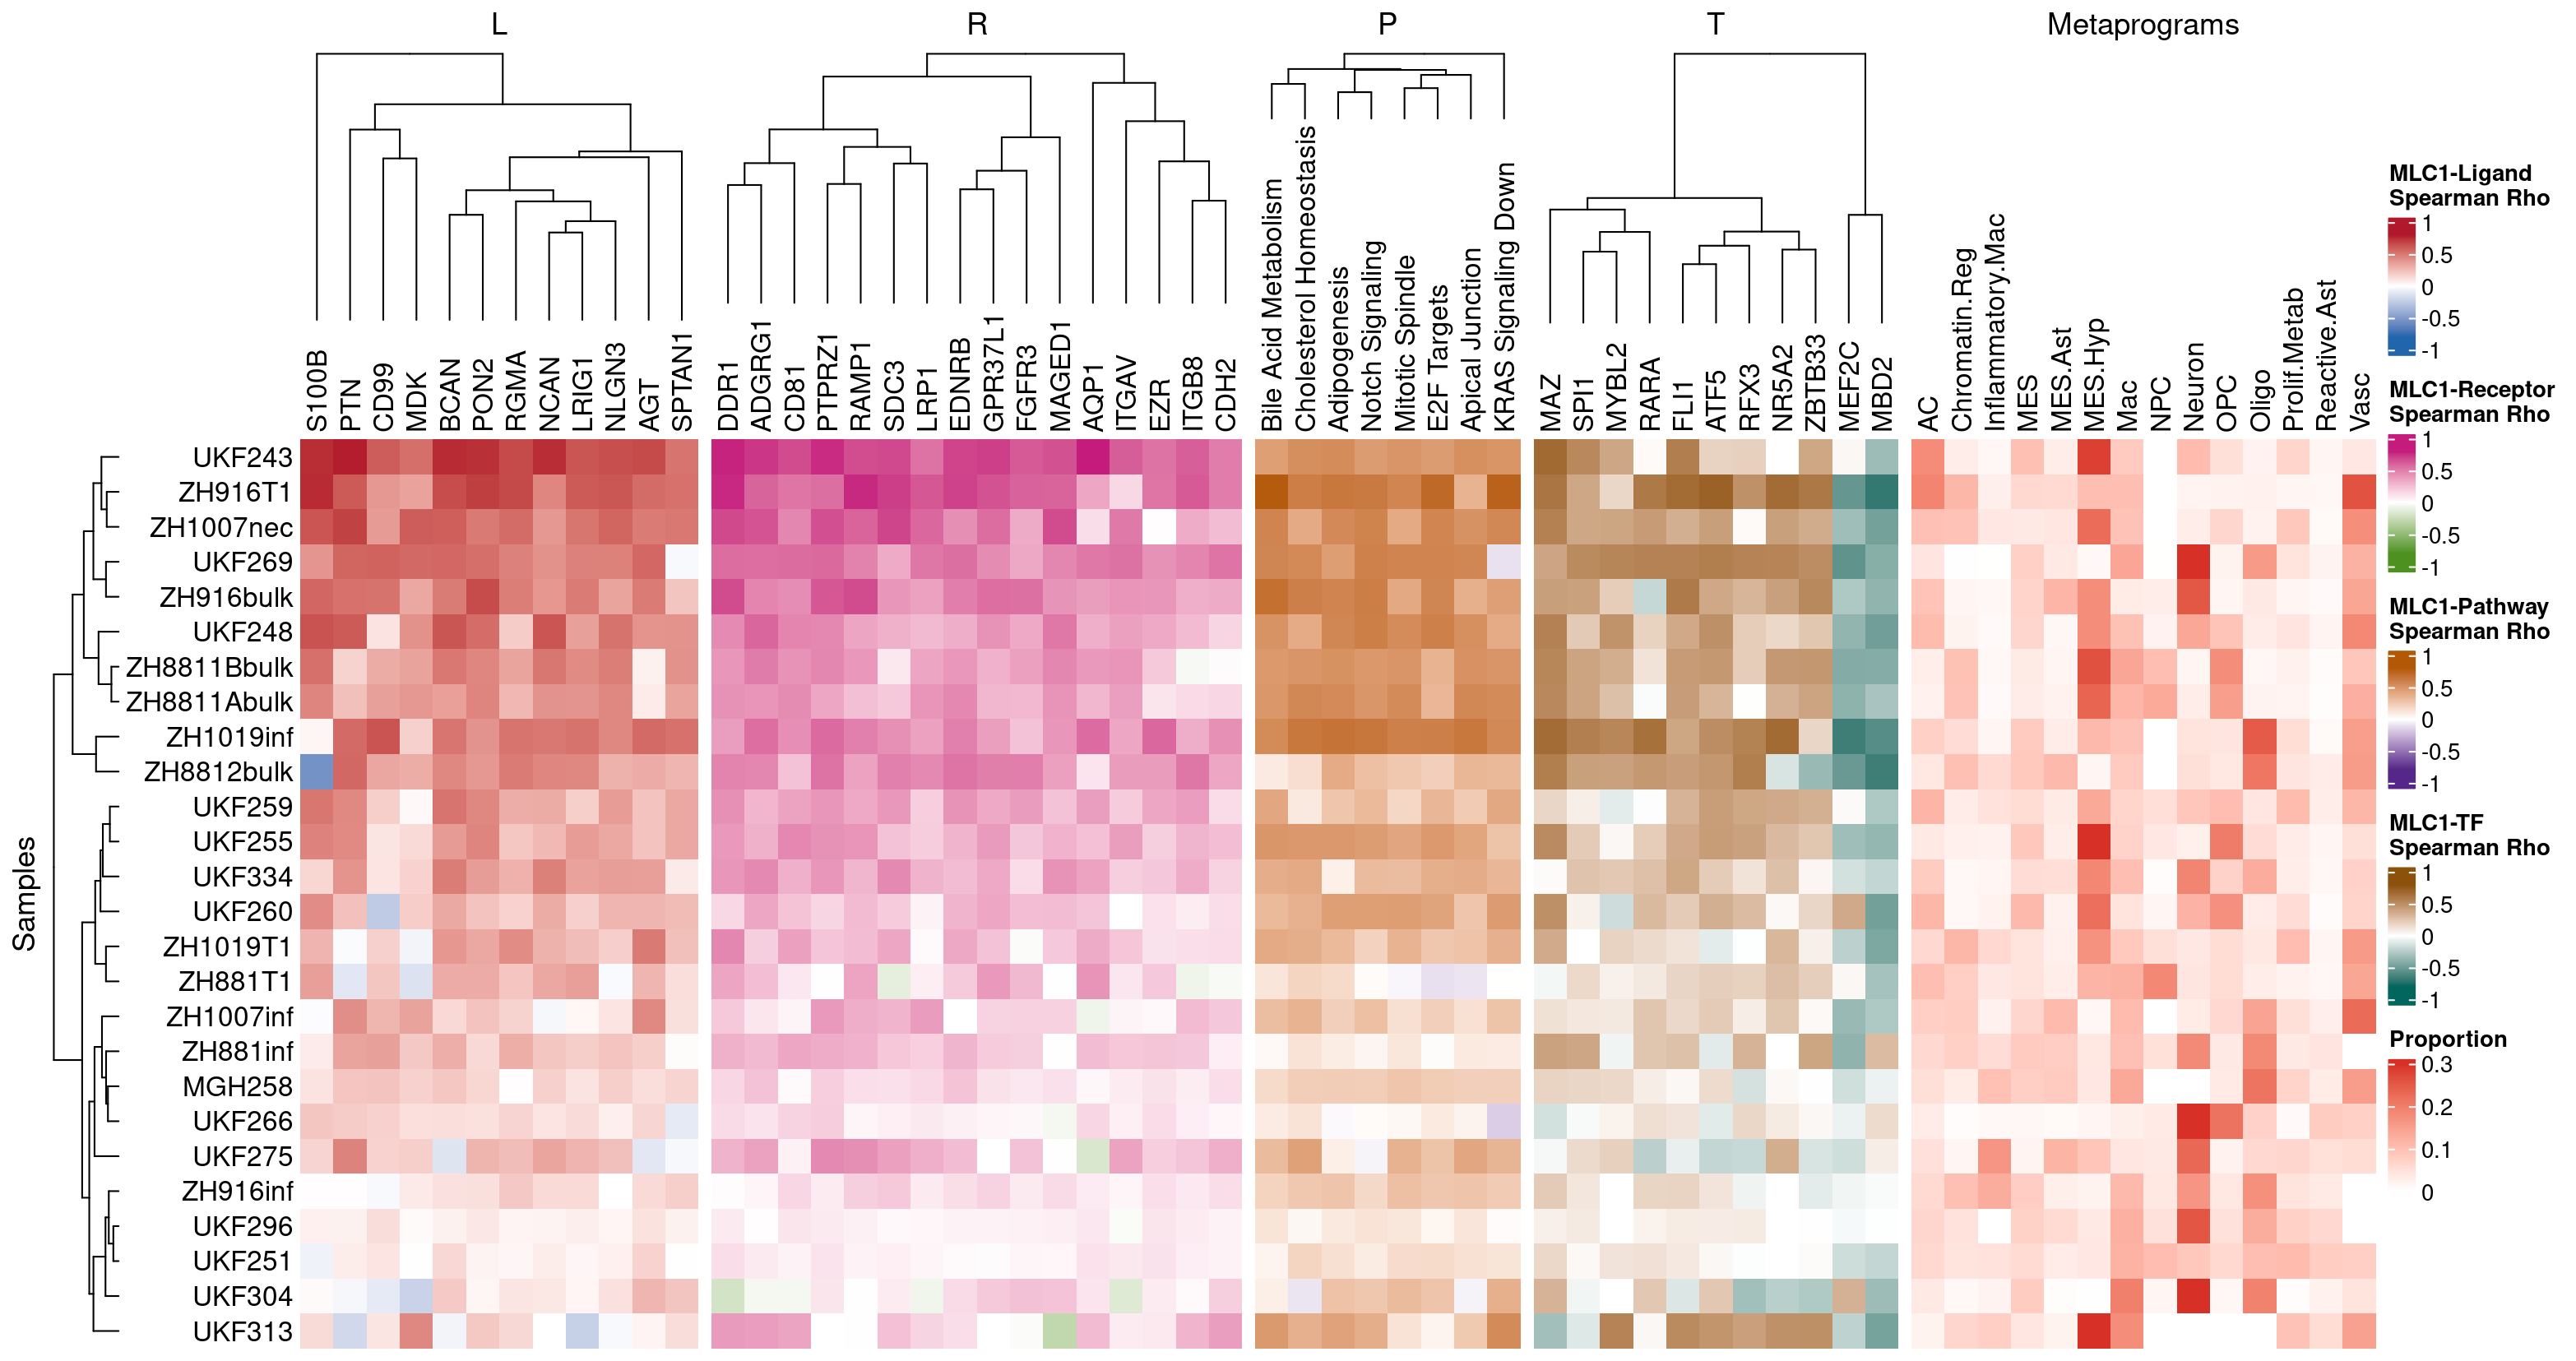 L
R
P
T
Metaprograms
S100B
PTN
CD99
MDK
BCAN
PON2
RGMA
NCAN
LRIG1
NLGN3
AGT
SPTAN1
DDR1
ADGRG1
CD81
PTPRZ1
RAMP1
SDC3
LRP1
EDNRB
GPR37L1
FGFR3
MAGED1
AQP1
ITGAV
EZR
ITGB8
CDH2
Bile Acid Metabolism
Cholesterol Homeostasis
Adipogenesis
Notch Signaling
Mitotic Spindle
E2F Targets
Apical Junction
KRAS Signaling Down
MAZ
SPI1
MYBL2
RARA
FLI1
ATF5
RFX3
NR5A2
ZBTB33
MEF2C
MBD2
AC
Chromatin.Reg
Inflammatory.Mac
MES
MES.Ast
MES.Hyp
Mac
NPC
Neuron
OPC
Oligo
Prolif.Metab
Reactive.Ast
Vasc
Samples
UKF243
ZH916T1
ZH1007nec
UKF269
ZH916bulk
UKF248
ZH8811Bbulk
ZH8811Abulk
ZH1019inf
ZH8812bulk
UKF259
UKF255
UKF334
UKF260
ZH1019T1
ZH881T1
ZH1007inf
ZH881inf
MGH258
UKF266
UKF275
ZH916inf
UKF296
UKF251
UKF304
UKF313
MLC1-Ligand
Spearman Rho
1
0.5
0
-0.5
-1
MLC1-Receptor
Spearman Rho
1
0.5
0
-0.5
-1
MLC1-Pathway
Spearman Rho
1
0.5
0
-0.5
-1
MLC1-TF
Spearman Rho
1
0.5
0
-0.5
-1
Proportion
0.3
0.2
0.1
0